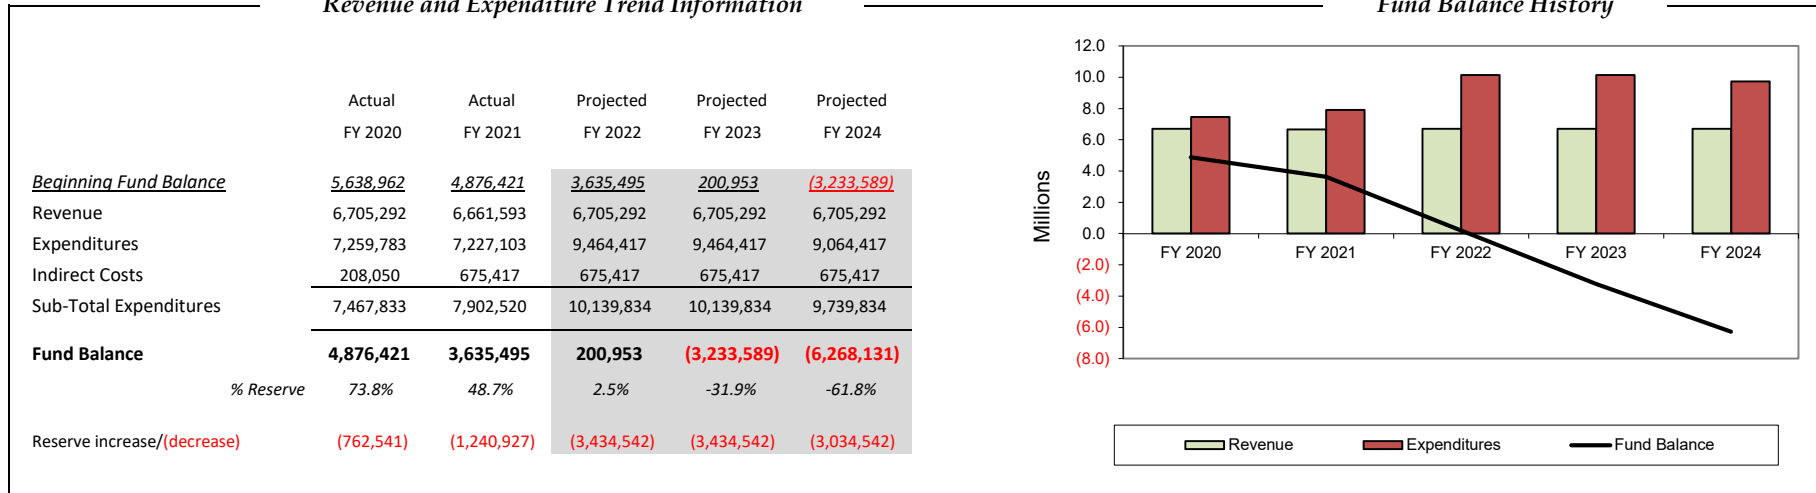 Revenue and Expenditure Trend Information
Fund Balance History
Actual Actual Projected Projected Projected
FY 2020 FY 2021 FY 2022 FY 2023 FY 2024
Beginning Fund Balance 5,638,962 4,876,421 3,635,495 200,953 (3,233,589)
Revenue 6,705,292 6,661,593 6,705,292 6,705,292 6,705,292
Expenditures 7,259,783 7,227,103 9,464,417 9,464,417 9,064,417
Indirect Costs 208,050 675,417 675,417 675,417 675,417
Sub-Total Expenditures 7,467,833 7,902,520 10,139,834 10,139,834 9,739,834
Fund Balance 4,876,421 3,635,495 200,953 (3,233,589) (6,268,131)
% Reserve 73.8% 48.7% 2.5% -31.9% -61.8%
Reserve increase/(decrease) (762,541) (1,240,927) (3,434,542) (3,434,542) (3,034,542)
Millions
12.0
10.0
8.0
6.0
4.0
2.0
0.0
(2.0)
(4.0)
(6.0)
(8.0)
FY 2020 FY 2021 FY 2022 FY 2023 FY 2024
Revenue Expenditures Fund Balance